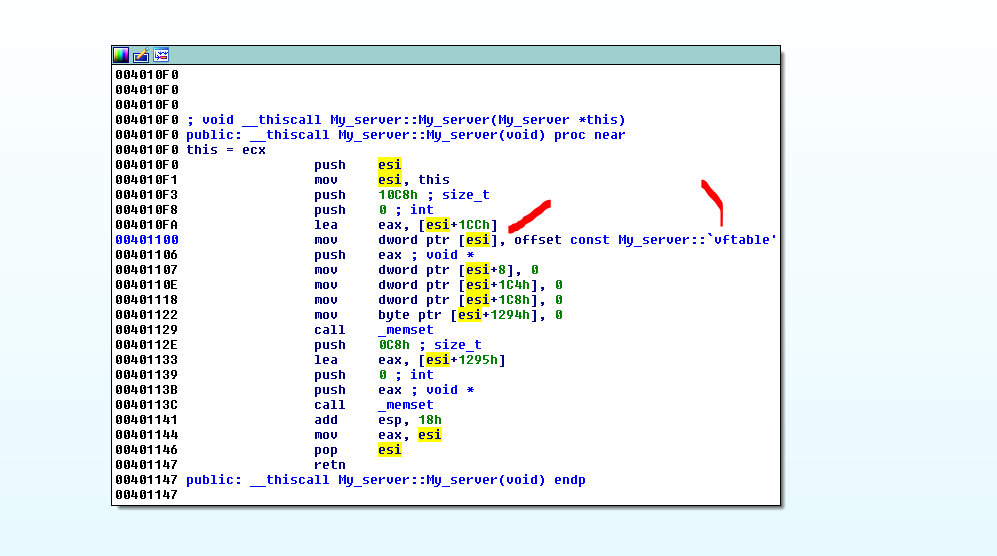 004010F0
004010F0
004010F0
004010F0 ; void __thiscall My_server::My_server(My_server *this)
004010F0 public: __thiscall My_server::My_server(void) proc near
004010F0 this = ecx
004010F0 push esi
004010F1 mov esi, this
004010F3 push 10C8h ; size_t
004010F8 push 0 ; int
004010FA lea eax, [esi+1CCh]
00401100 mov dword ptr [esi], offset const My_server::`vftable'
00401106 push eax ; void *
00401107 mov dword ptr [esi+8], 0
0040110E mov dword ptr [esi+1C4h], 0
00401118 mov dword ptr [esi+1C8h], 0
00401122 mov byte ptr [esi+1294h], 0
00401129 call _memset
0040112E push 0C8h ; size_t
00401133 lea eax, [esi+1295h]
00401139 push 0 ; int
0040113B push eax ; void *
0040113C call _memset
00401141 add esp, 18h
00401144 mov eax, esi
00401146 pop esi
00401147 retn
00401147 public: __thiscall My_server::My_server(void) endp
00401147